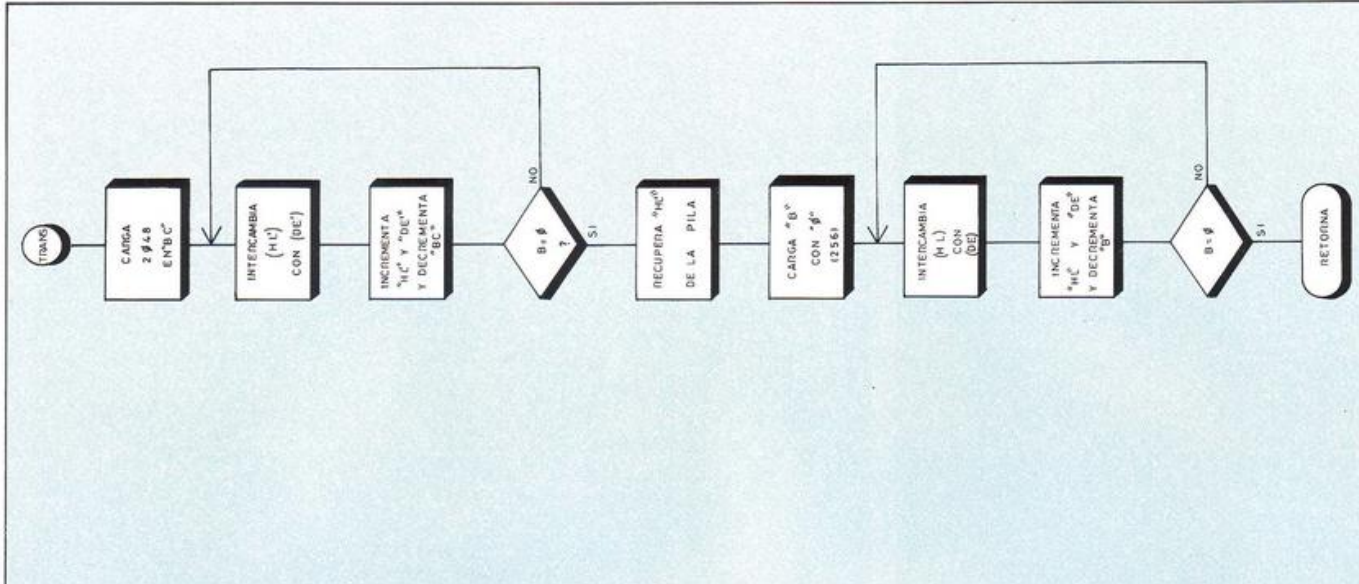 TRANS
CARGA
2048
EN "BC"
INTERCAMBIA
(HL')
CON (DE')
INCREMENTA
"HL'" Y "DE'"
Y DECREMENTA
"BC"
B=0
?
NO
SI
RECUPERA "HL'"
DE LA PILA
CARGA "B"
CON "0"
(256)
INTERCAMBIA
(HL)
CON
(DE)
INCREMENTA
"HL" Y "DE"
Y DECREMENTA
"B"
B=0
NO
SI
RETORNA